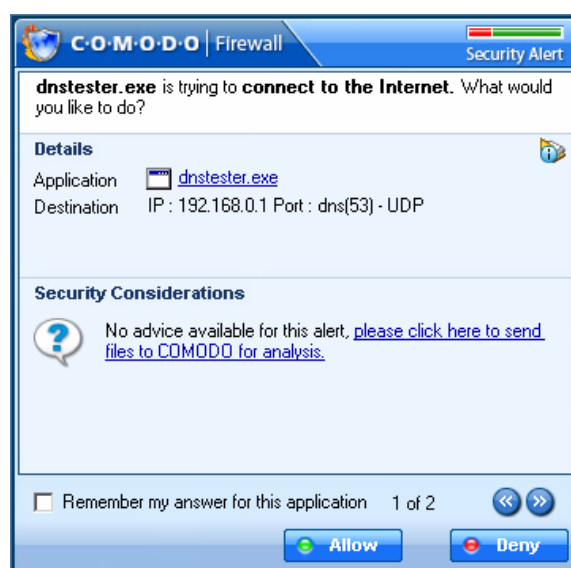 C·O·M·O·D·O | Firewall
Security Alert
dnstester.exe is trying to connect to the Internet. What would
you like to do?
Details
Application dnstester.exe
Destination IP : 192.168.0.1 Port : dns(53) - UDP
Security Considerations
No advice available for this alert, please click here to send
files to COMODO for analysis.
Remember my answer for this application 1 of 2
Allow Deny